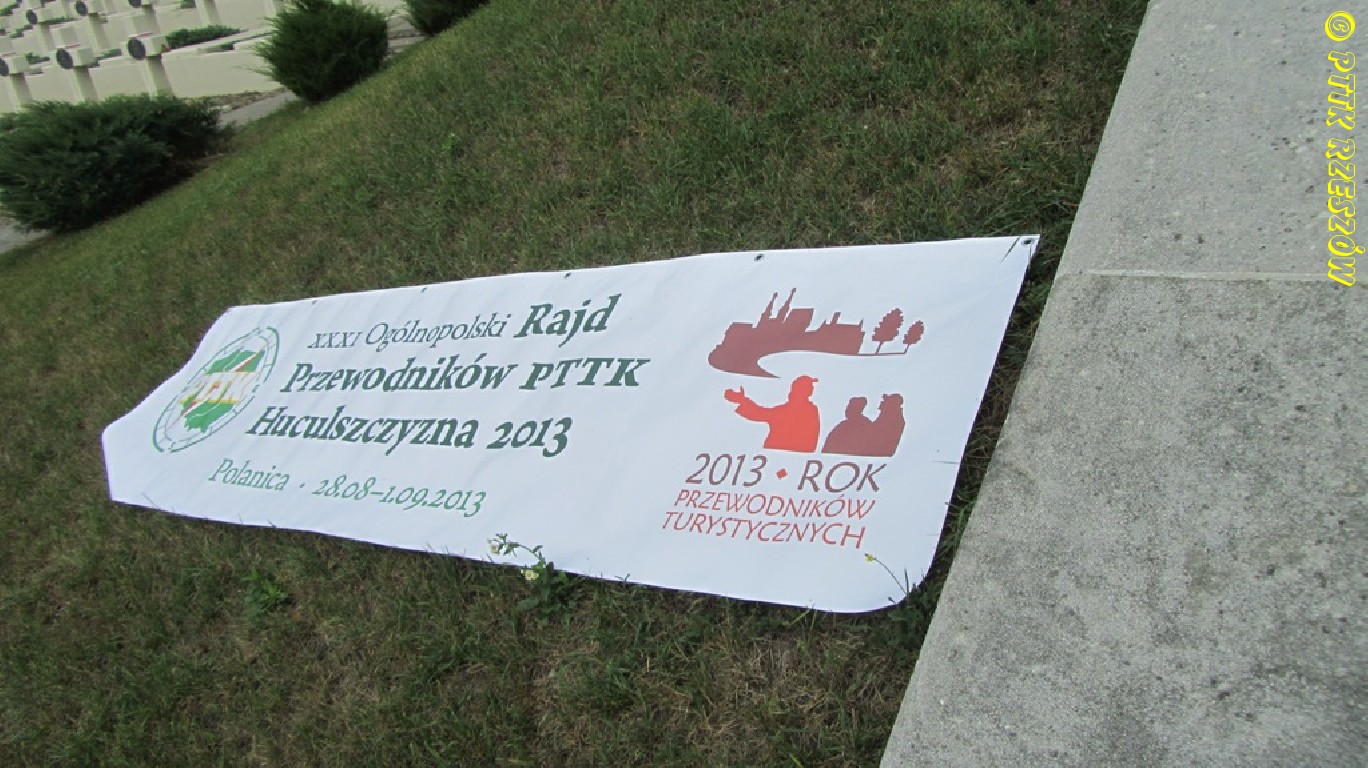 XXXI Ogólnopolski Rajd
Przewodników PTTK
Huculszczyzna 2013
Polanica · 28.08-1.09.2013
PTTK
2013 • ROK
PRZEWODNIKÓW
TURYSTYCZNYCH
© PTTK RZESZÓW